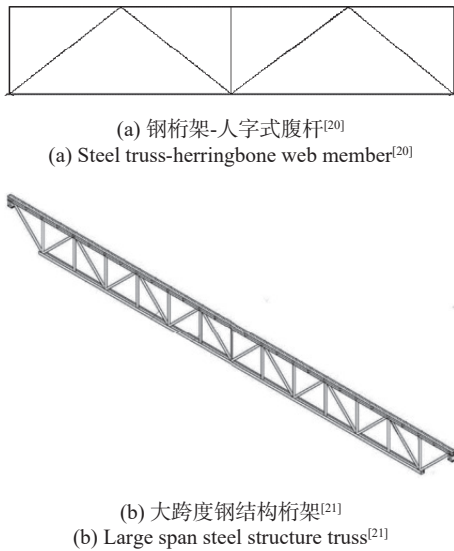 (a) 钢桁架-人字式腹杆[20]
(a) Steel truss-herringbone web member[20]
(b) 大跨度钢结构桁架[21]
(b) Large span steel structure truss[21]